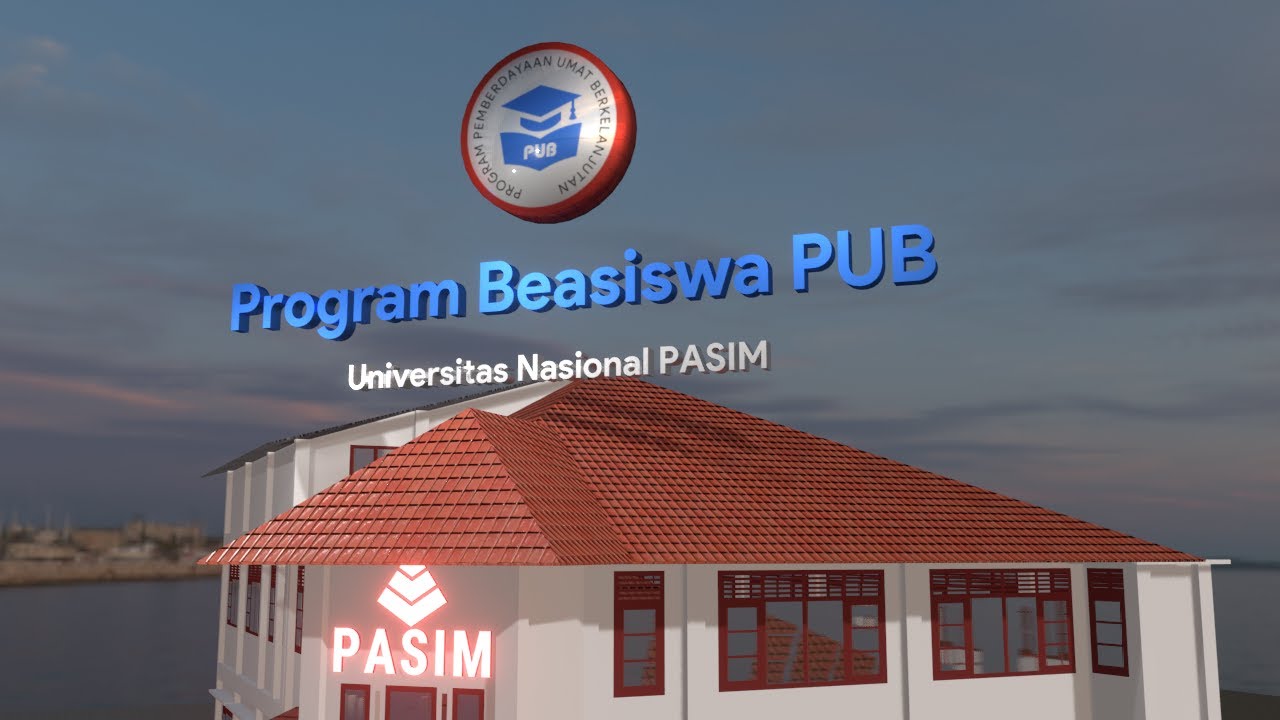 PROGRAM PEMBERDAYAAN UMAT BERKELANJUTAN
PUB
Program Beasiswa PUB
Universitas Nasional PASIM
PASIM